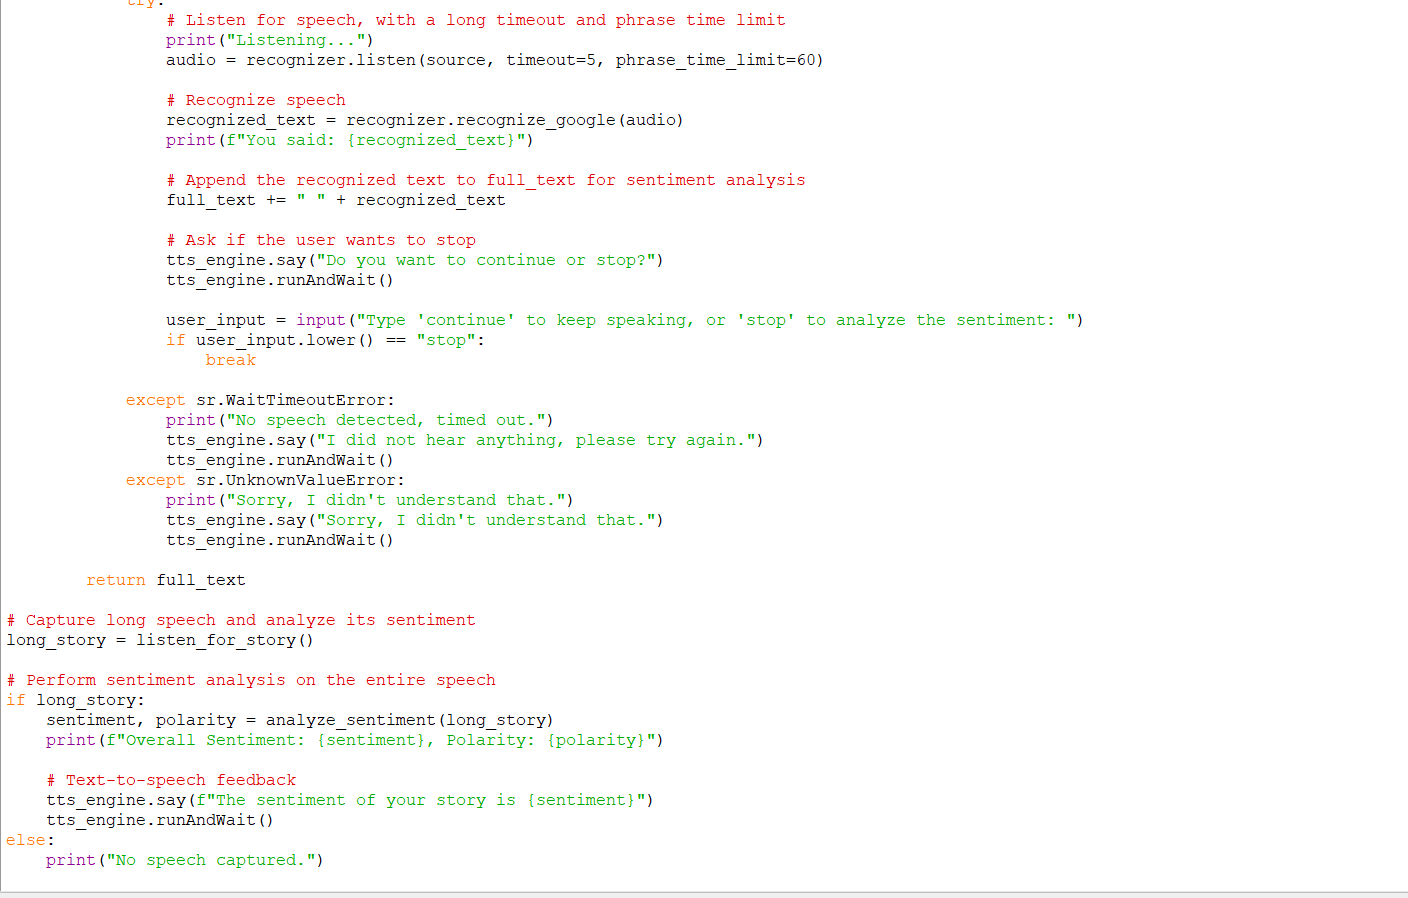 try:
# Listen for speech, with a long timeout and phrase time limit
print("Listening...")
audio = recognizer.listen(source, timeout=5, phrase_time_limit=60)
# Recognize speech
recognized_text = recognizer.recognize_google(audio)
print(f"You said: {recognized_text}")
# Append the recognized text to full_text for sentiment analysis
full_text += " " + recognized_text
# Ask if the user wants to stop
tts_engine.say("Do you want to continue or stop?")
tts_engine.runAndWait()
user_input = input("Type 'continue' to keep speaking, or 'stop' to analyze the sentiment: ")
if user_input.lower() == "stop":
break
except sr.WaitTimeoutError:
print("No speech detected, timed out.")
tts_engine.say("I did not hear anything, please try again.")
tts_engine.runAndWait()
except sr.UnknownValueError:
print("Sorry, I didn't understand that.")
tts_engine.say("Sorry, I didn't understand that.")
tts_engine.runAndWait()
return full_text
# Capture long speech and analyze its sentiment
long_story = listen_for_story()
# Perform sentiment analysis on the entire speech
if long_story:
sentiment, polarity = analyze_sentiment(long_story)
print(f"Overall Sentiment: {sentiment}, Polarity: {polarity}")
# Text-to-speech feedback
tts_engine.say(f"The sentiment of your story is {sentiment}")
tts_engine.runAndWait()
else:
print("No speech captured.")